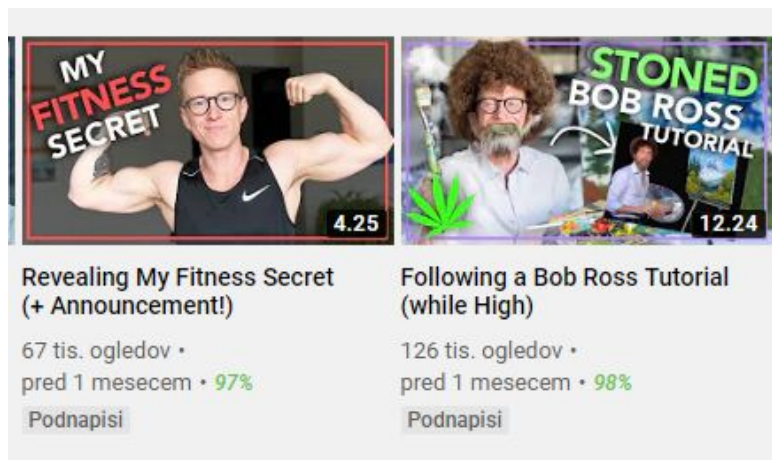 MY
FITNESS
SECRET
4.25
STONED
BOB ROSS
TUTORIAL
12.24
Revealing My Fitness Secret
(+ Announcement!)
67 tis. ogledov •
pred 1 mesecem • 97%
Podnapisi
Following a Bob Ross Tutorial
(while High)
126 tis. ogledov •
pred 1 mesecem • 98%
Podnapisi